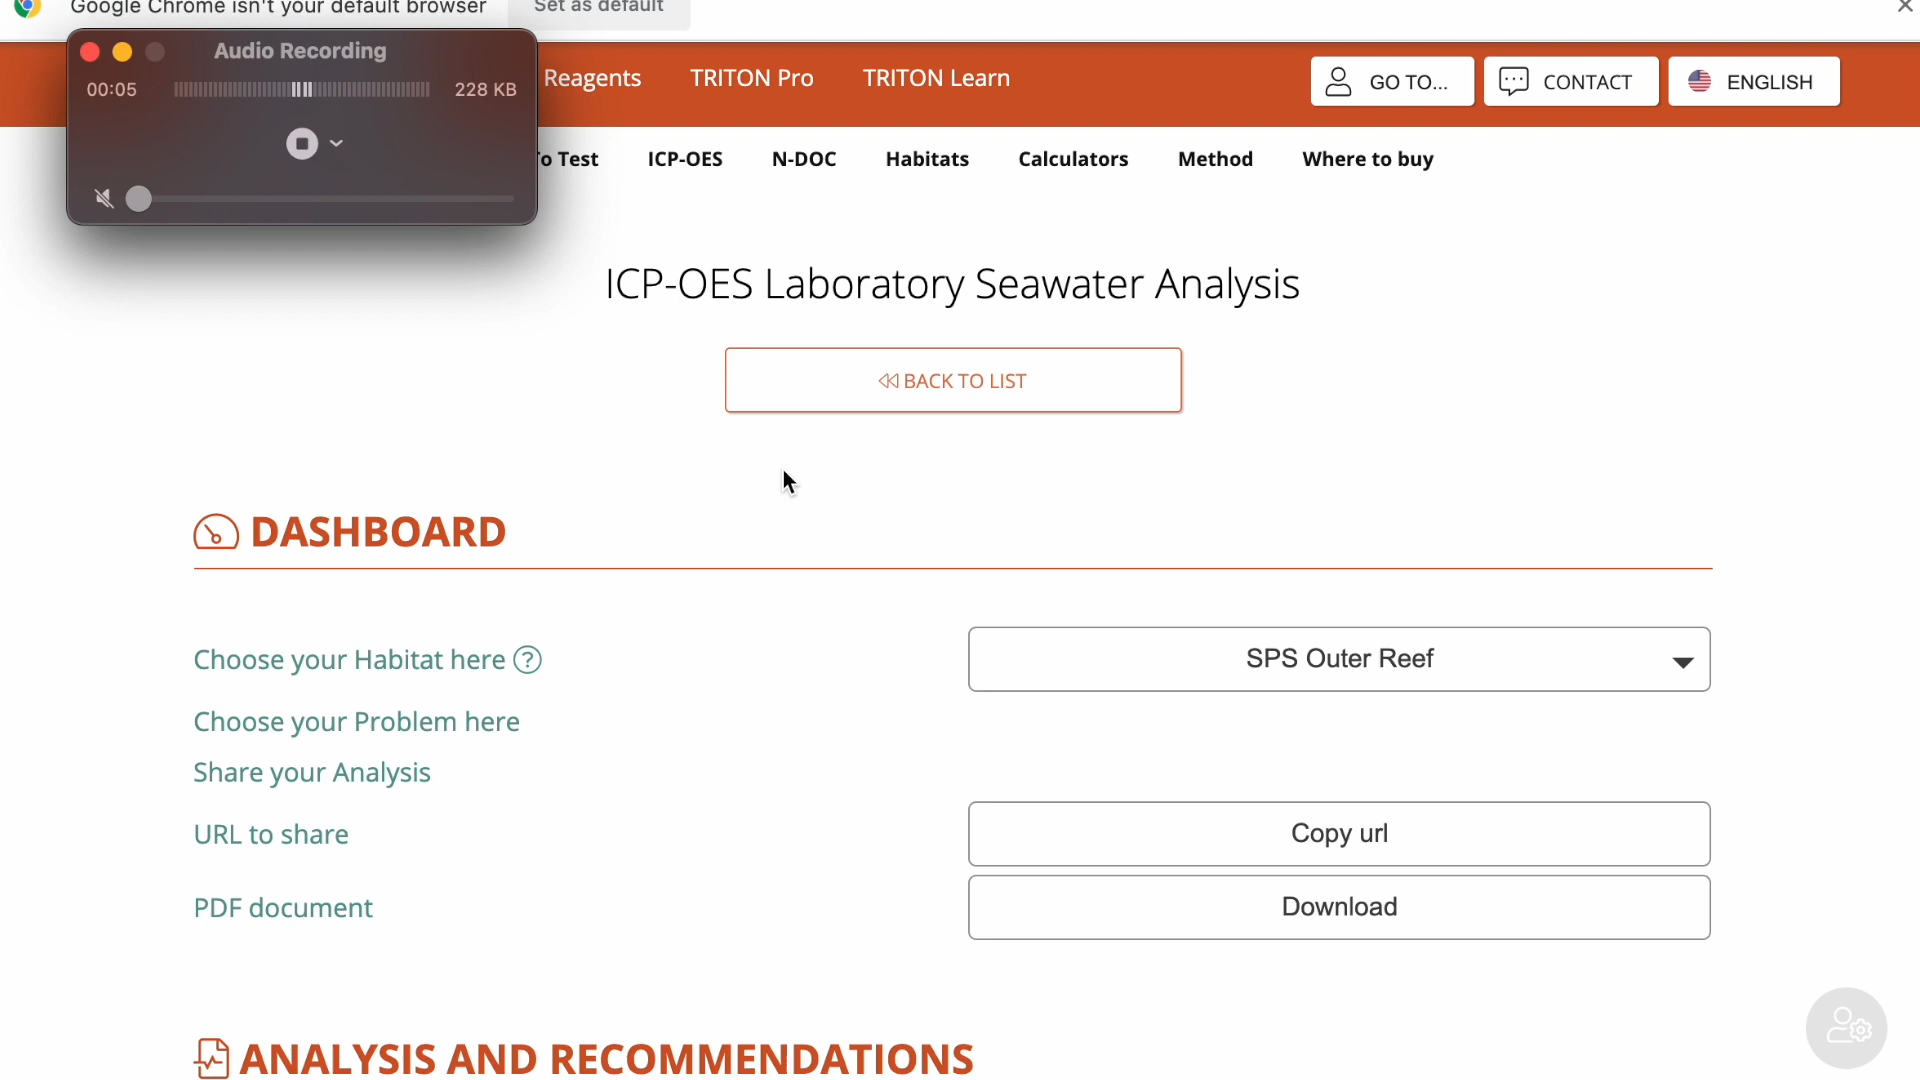 Google Chrome isn't your default browser Set as default
Audio Recording
00:05 228 KB
Reagents TRITON Pro TRITON Learn GO TO... CONTACT ENGLISH
To Test ICP-OES N-DOC Habitats Calculators Method Where to buy
ICP-OES Laboratory Seawater Analysis
BACK TO LIST
DASHBOARD
Choose your Habitat here ? SPS Outer Reef
Choose your Problem here
Share your Analysis
URL to share Copy url
PDF document Download
ANALYSIS AND RECOMMENDATIONS